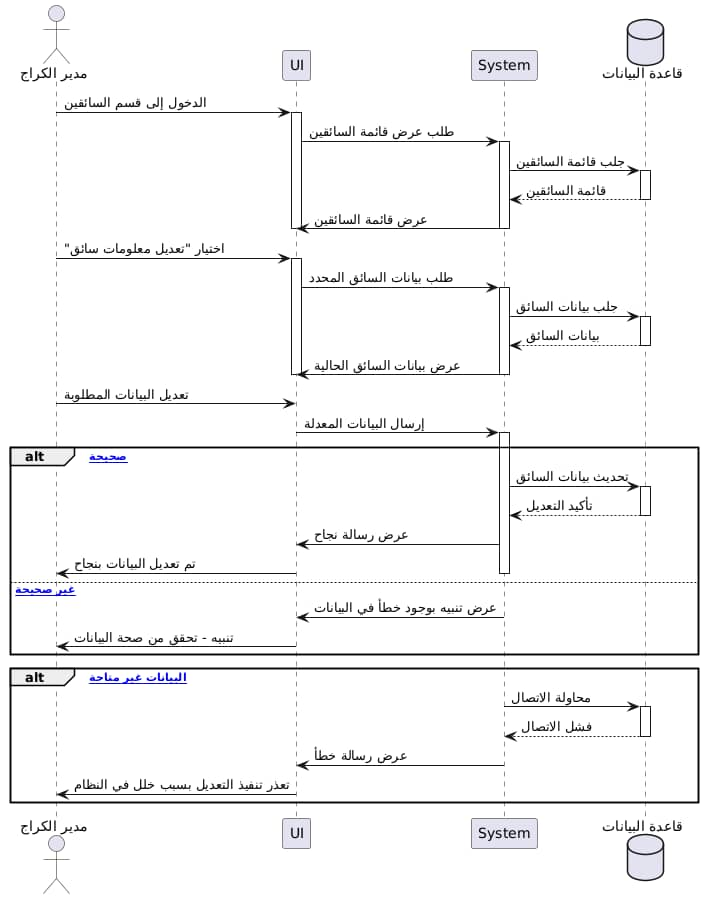 مدير الكراج
UI
System
قاعدة البيانات
الدخول إلى قسم السائقين
طلب عرض قائمة السائقين
جلب قائمة السائقين
قائمة السائقين
عرض قائمة السائقين
اختيار "تعديل معلومات سائق"
طلب بيانات السائق المحدد
جلب بيانات السائق
بيانات السائق
عرض بيانات السائق الحالية
تعديل البيانات المطلوبة
إرسال البيانات المعدلة
alt
صحيحة
تحديث بيانات السائق
تأكيد التعديل
عرض رسالة نجاح
تم تعديل البيانات بنجاح
غير صحيحة
عرض تنبيه بوجود خطأ في البيانات
تنبيه - تحقق من صحة البيانات
alt
البيانات غير متاحة
محاولة الاتصال
فشل الاتصال
عرض رسالة خطأ
تعذر تنفيذ التعديل بسبب خلل في النظام
مدير الكراج
UI
System
قاعدة البيانات